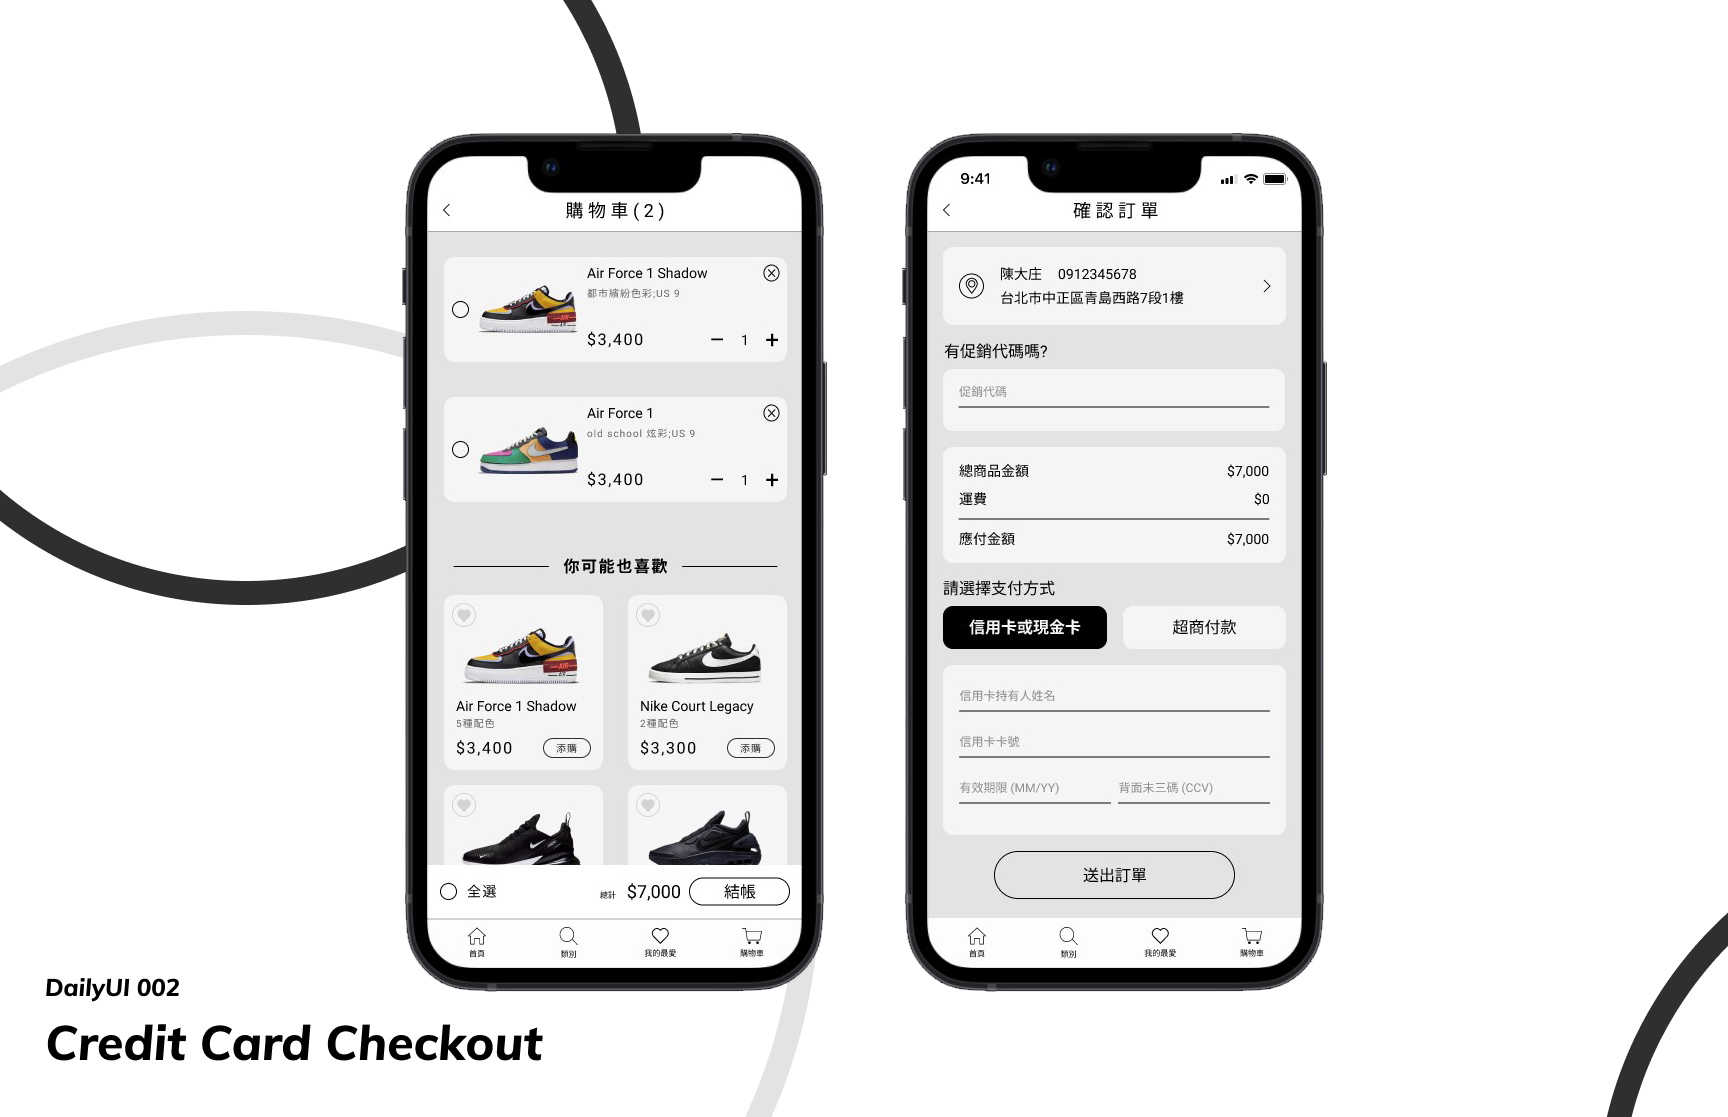 購物車(2)
Air Force 1 Shadow
都市繽紛色彩;US 9
$3,400
1
Air Force 1
old school 炫彩;US 9
$3,400
1
你可能也喜歡
Air Force 1 Shadow
5種配色
$3,400 添購
Nike Court Legacy
2種配色
$3,300 添購
全選 總計 $7,000 結帳
首頁 類別 我的最愛 購物車
9:41
確認訂單
陳大庄 0912345678
台北市中正區青島西路7段1樓
有促銷代碼嗎?
促銷代碼
總商品金額 $7,000
運費 $0
應付金額 $7,000
請選擇支付方式
信用卡或現金卡 超商付款
信用卡持有人姓名
信用卡卡號
有效期限 (MM/YY) 背面末三碼 (CCV)
送出訂單
首頁 類別 我的最愛 購物車
DailyUI 002
Credit Card Checkout